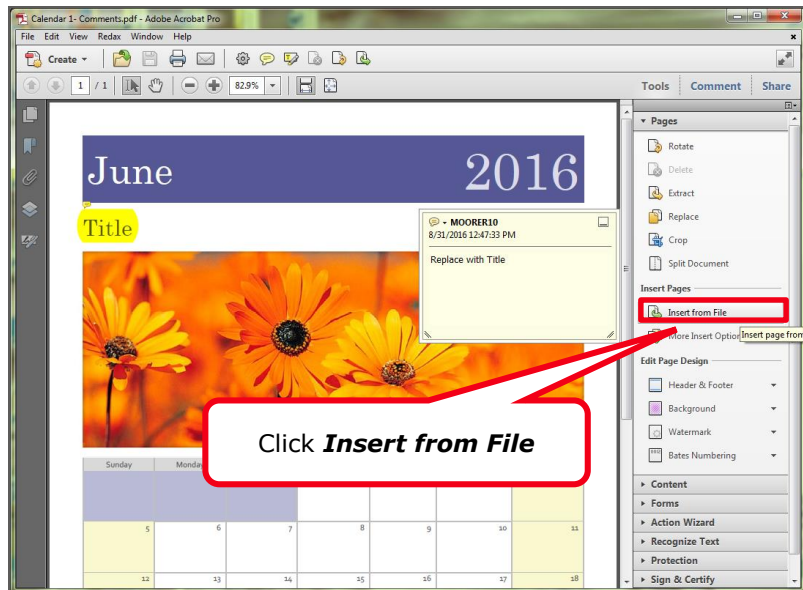 Calendar 1- Comments.pdf - Adobe Acrobat Pro
File Edit View Redax Window Help
Create
1 / 1 82.9% Tools Comment Share
Pages
Rotate
Delete
Extract
Replace
Crop
Split Document
Insert Pages
Insert from File
More Insert Option
Insert page from
Edit Page Design
Header & Footer
Background
Watermark
Bates Numbering
Content
Forms
Action Wizard
Recognize Text
Protection
Sign & Certify
June 2016
Title
MOORER10
8/31/2016 12:47:33 PM
Replace with Title
Click Insert from File
Sunday Monday
5 6 7 8 9 10 11
12 13 14 15 16 17 18